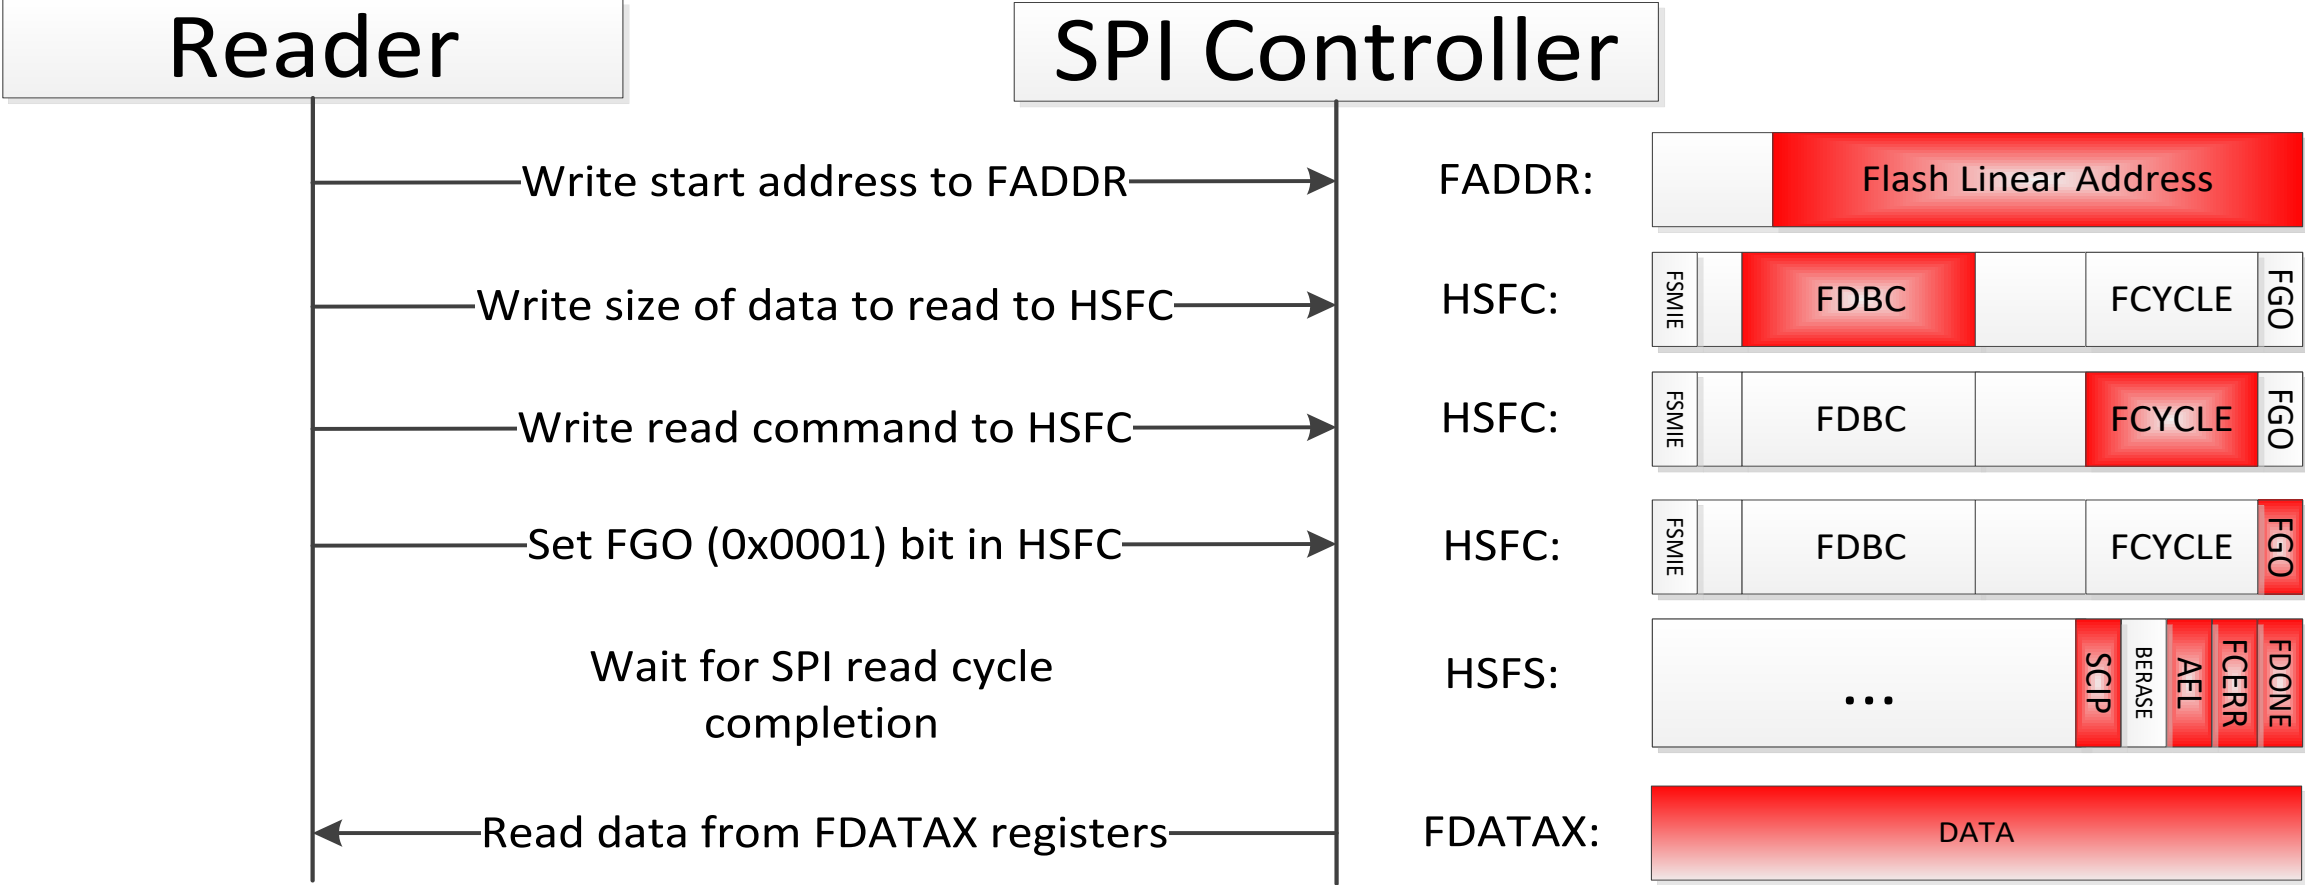 Reader
SPI Controller
Write start address to FADDR
FADDR:
Flash Linear Address
Write size of data to read to HSFC
HSFC:
FSMIE
FDBC
FCYCLE
FGO
Write read command to HSFC
HSFC:
FSMIE
FDBC
FCYCLE
FGO
Set FGO (0x0001) bit in HSFC
HSFC:
FSMIE
FDBC
FCYCLE
FGO
Wait for SPI read cycle
completion
HSFS:
...
SCIP
BERASE
AEL
FCERR
FDONE
Read data from FDATAX registers
FDATAX:
DATA